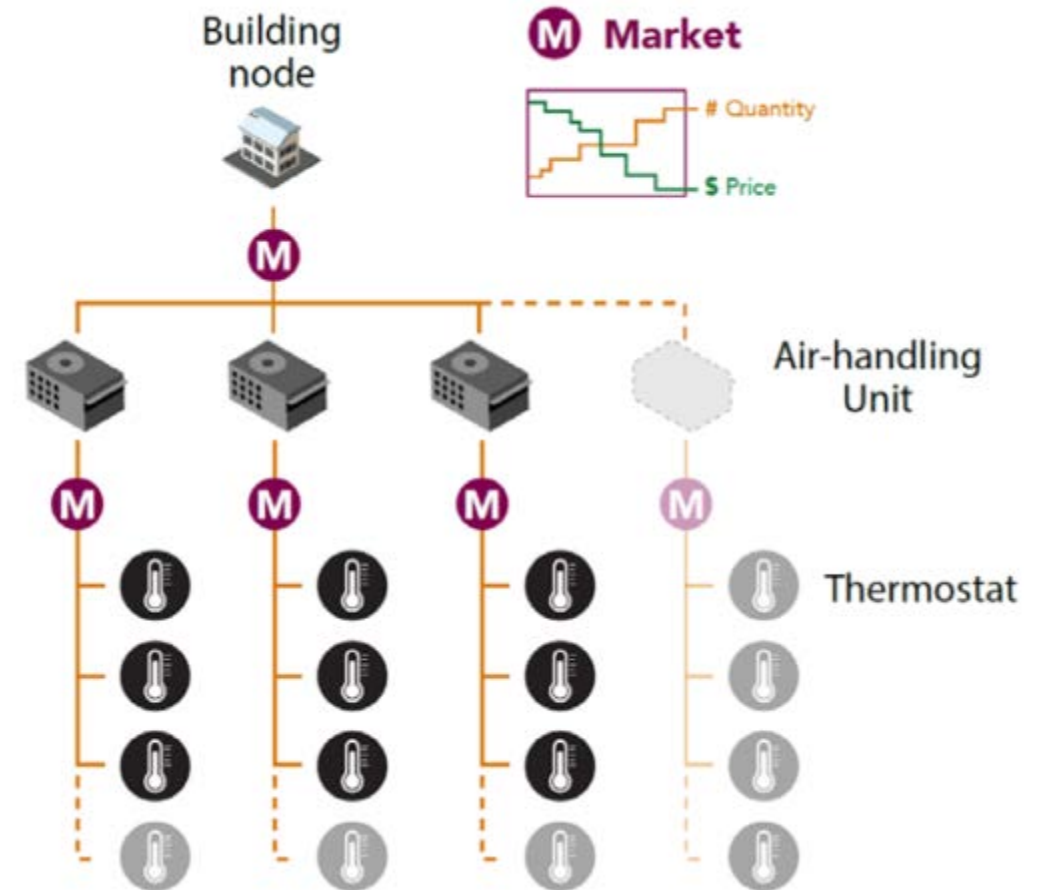 Building
node
M Market
# Quantity
$ Price
M
Air-handling
Unit
M M M M
Thermostat